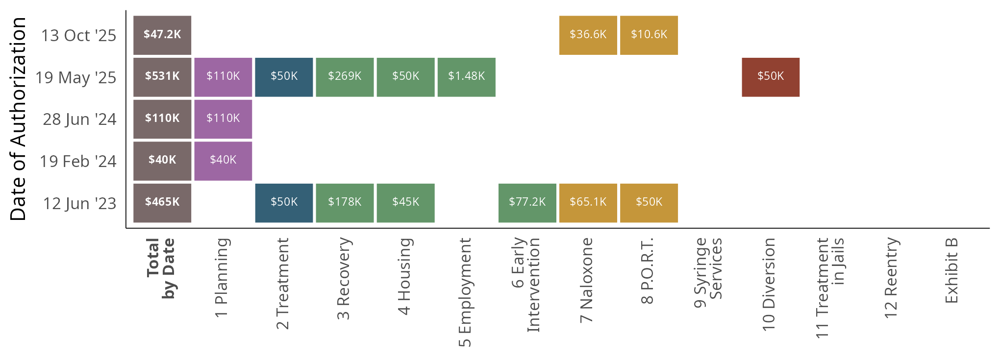 Date of Authorization
13 Oct '25 $47.2K $36.6K $10.6K
19 May '25 $531K $110K $50K $269K $50K $1.48K $50K
28 Jun '24 $110K $110K
19 Feb '24 $40K $40K
12 Jun '23 $465K $50K $178K $45K $77.2K $65.1K $50K
Total
by Date
1 Planning
2 Treatment
3 Recovery
4 Housing
5 Employment
6 Early
Intervention
7 Naloxone
8 P.O.R.T.
9 Syringe
Services
10 Diversion
11 Treatment
in Jails
12 Reentry
Exhibit B